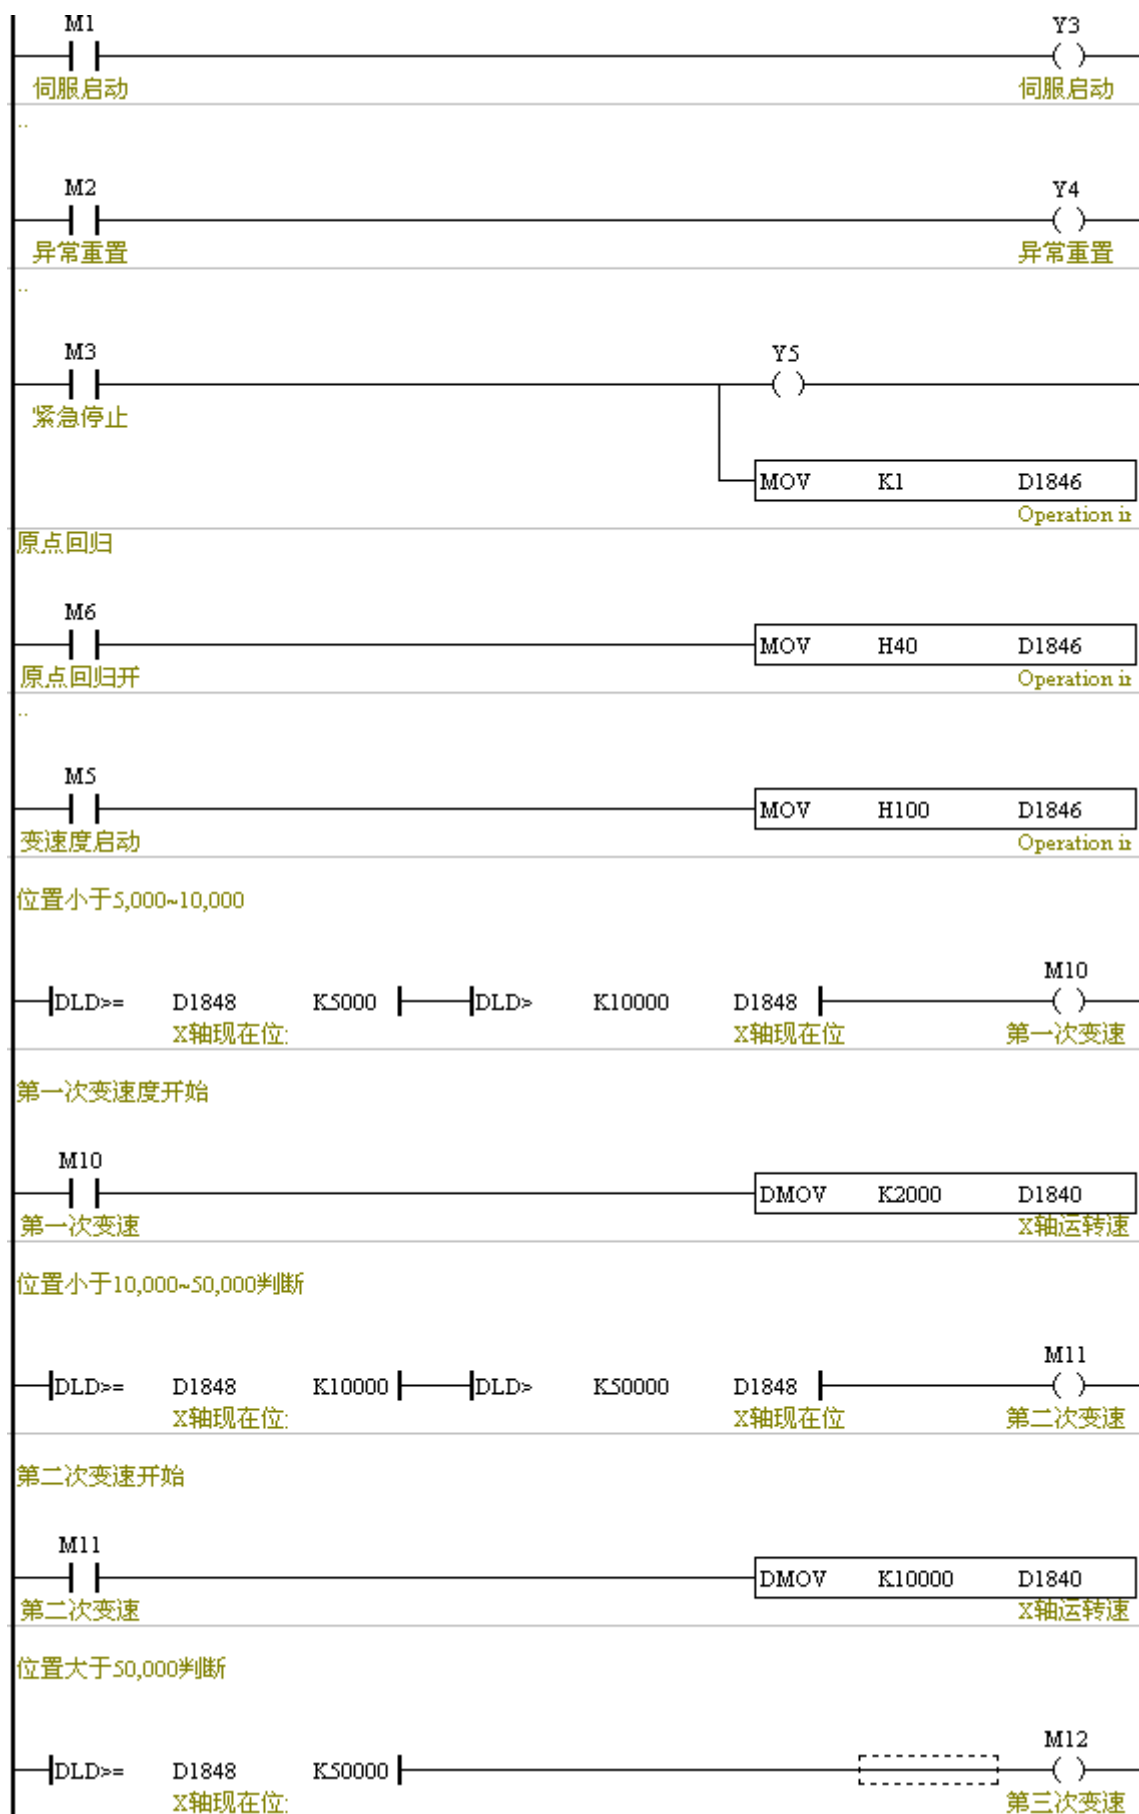 M1 Y3
伺服启动 伺服启动
..
M2 Y4
异常重置 异常重置
..
M3 Y5
紧急停止
MOV K1 D1846
Operation in
原点回归
M6
MOV H40 D1846
原点回归开 Operation in
..
M5
MOV H100 D1846
变速度启动 Operation in
位置小于5,000~10,000
M10
DLD>= D1848 K5000 DLD> K10000 D1848
X轴现在位: X轴现在位 第一次变速
第一次变速度开始
M10
DMOV K2000 D1840
第一次变速 X轴运转速
位置小于10,000~50,000判断
M11
DLD>= D1848 K10000 DLD> K50000 D1848
X轴现在位: X轴现在位 第二次变速
第二次变速开始
M11
DMOV K10000 D1840
第二次变速 X轴运转速
位置大于50,000判断
M12
DLD>= D1848 K50000
X轴现在位: 第三次变速